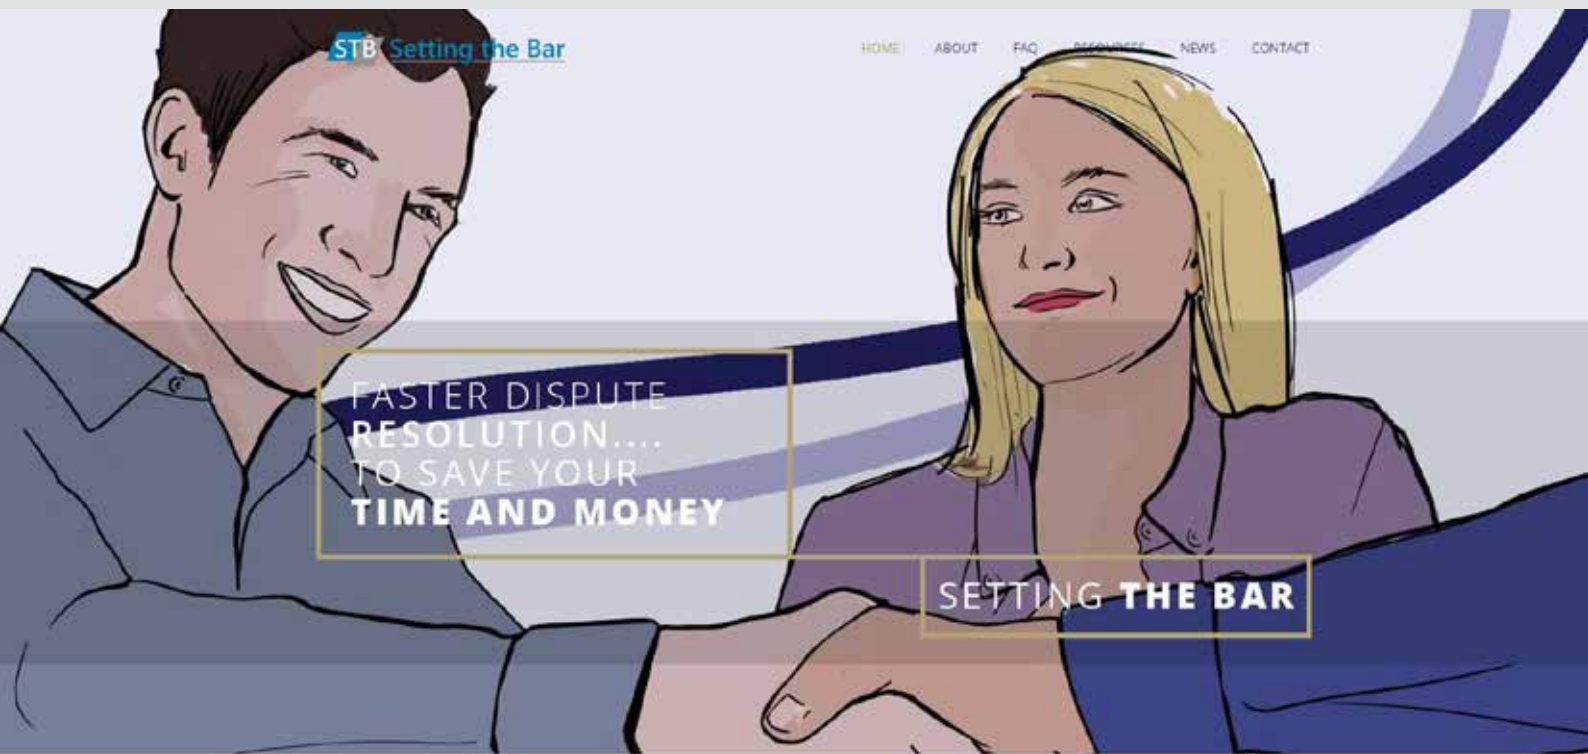 STB Setting the Bar
HOME ABOUT FAQ RESOURCES NEWS CONTACT
FASTER DISPUTE
RESOLUTION....
TO SAVE YOUR
TIME AND MONEY
SETTING THE BAR